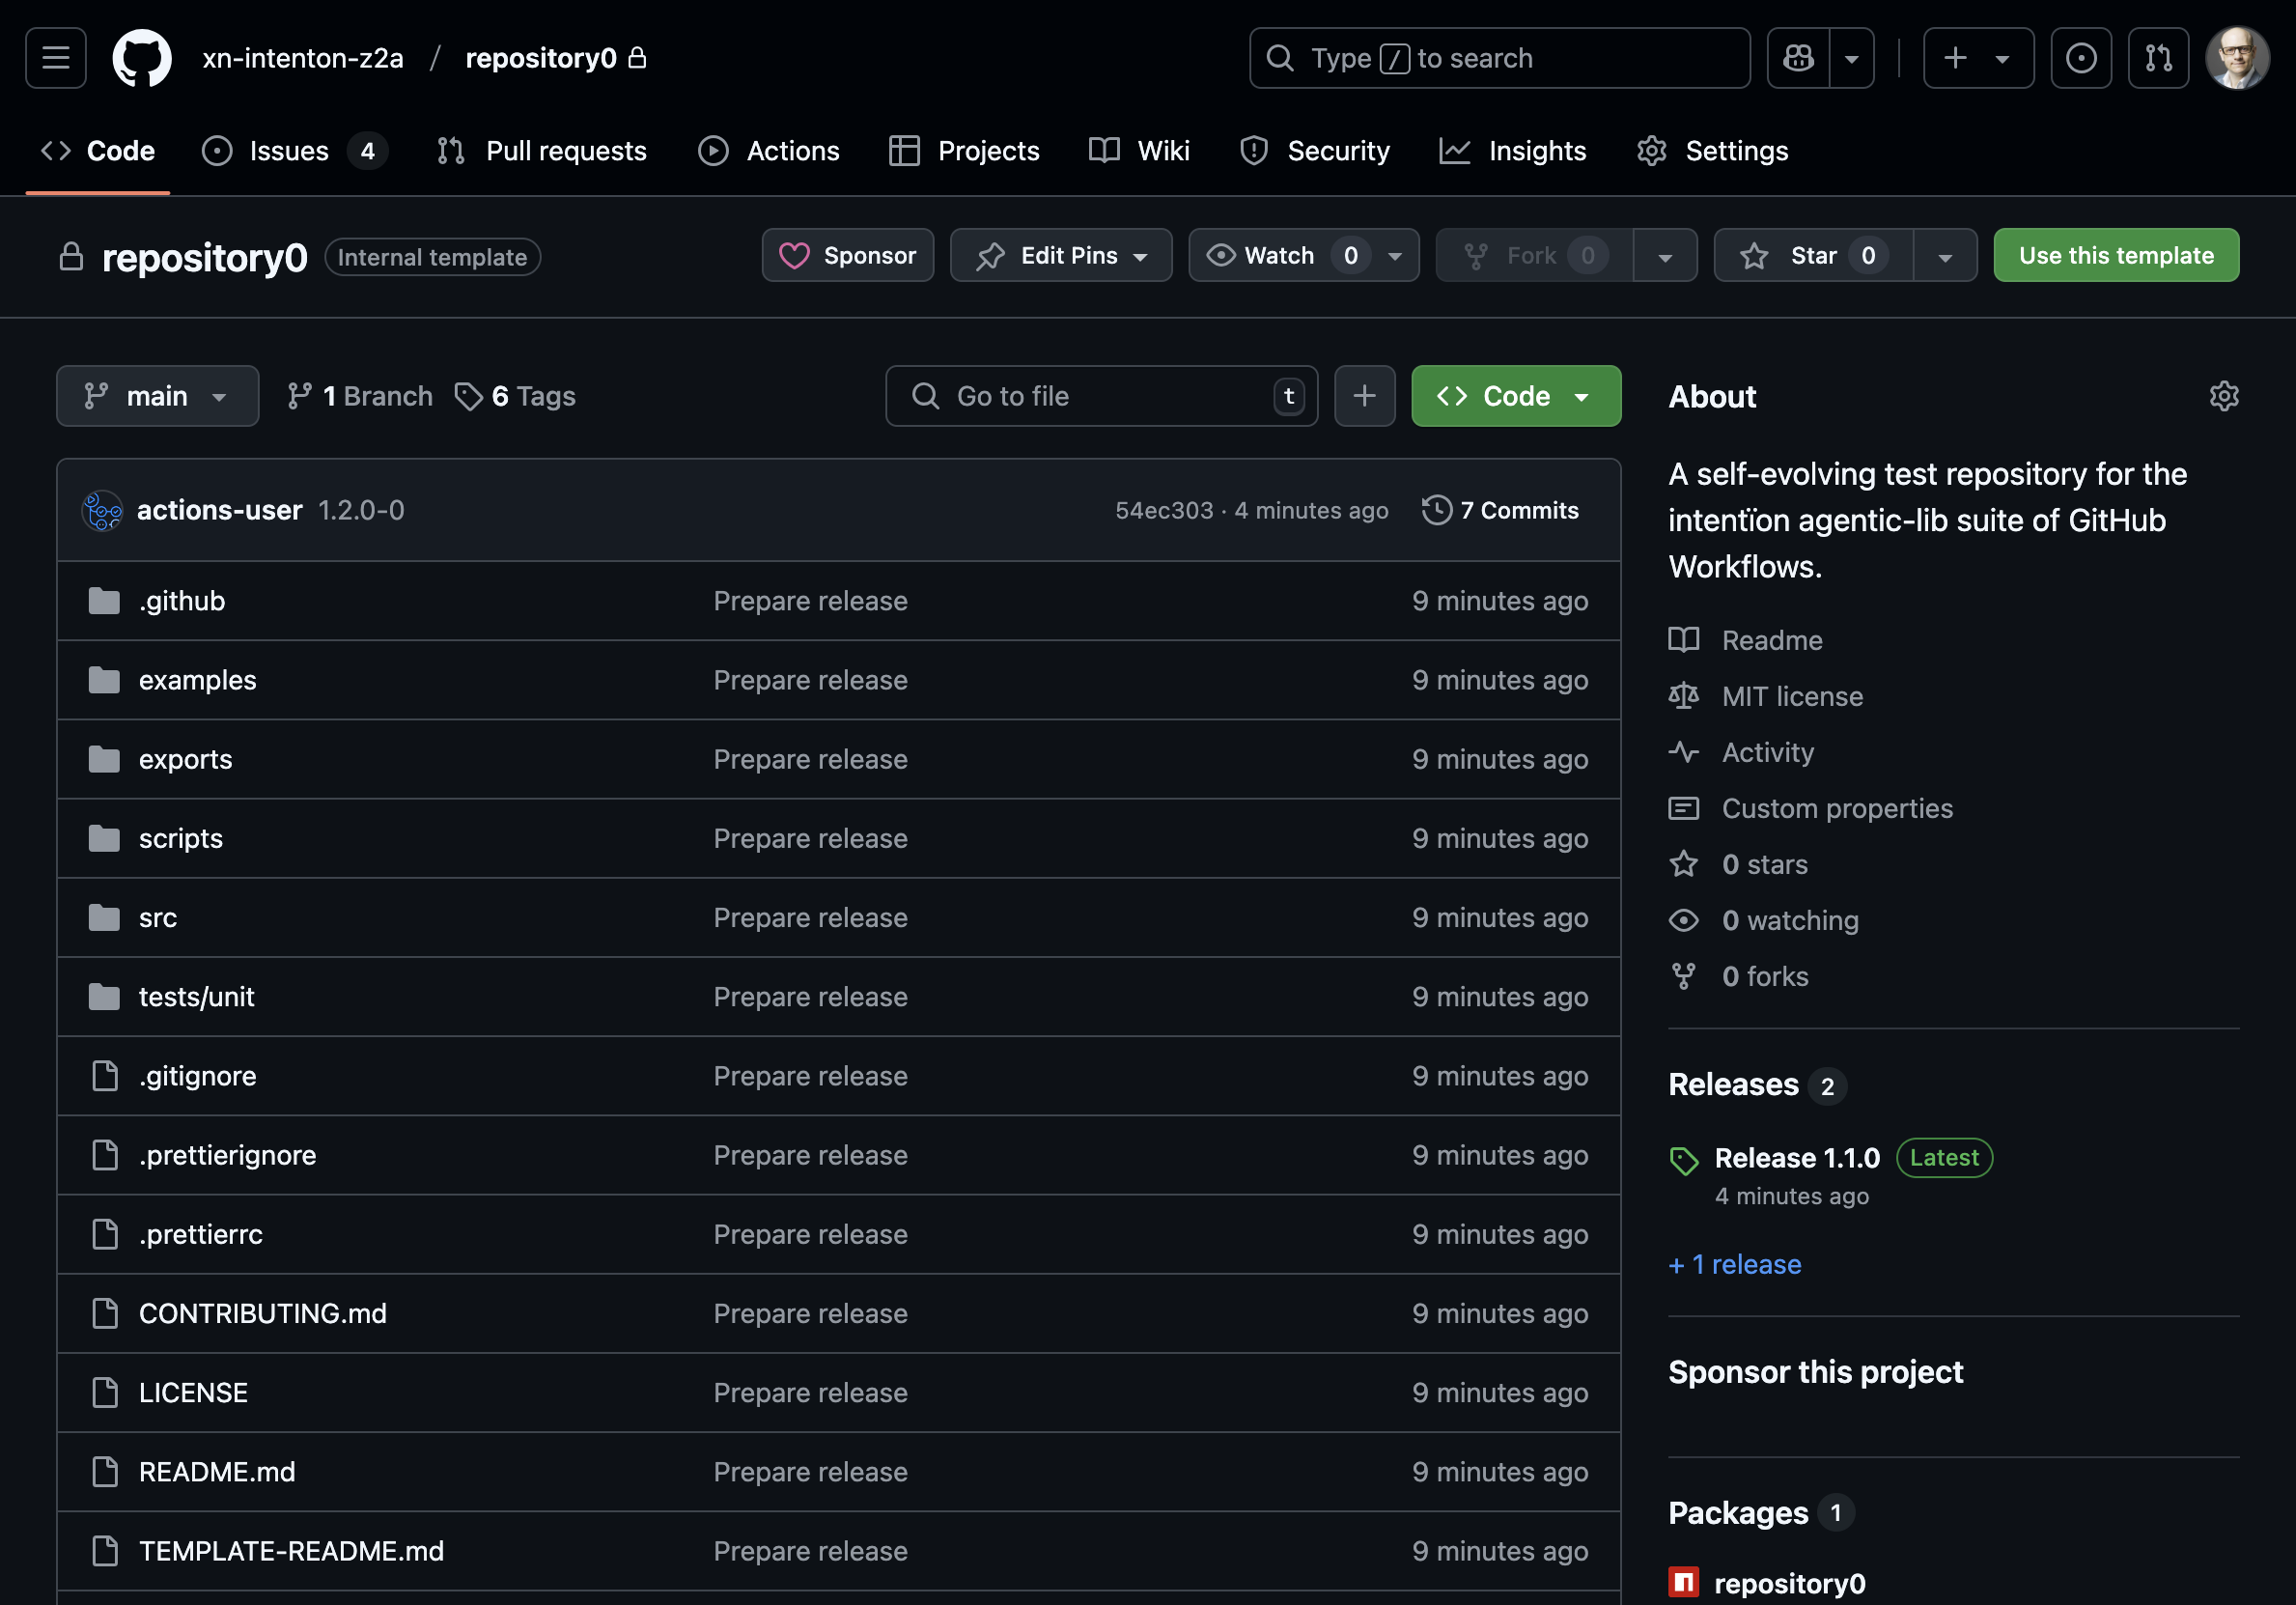 xn-intenton-z2a / repository0
Type / to search
Code
Issues 4
Pull requests
Actions
Projects
Wiki
Security
Insights
Settings
repository0 Internal template
Sponsor
Edit Pins
Watch 0
Fork 0
Star 0
Use this template
main
1 Branch
6 Tags
Go to file t
Code
actions-user 1.2.0-0 54ec303 · 4 minutes ago 7 Commits
.github Prepare release 9 minutes ago
examples Prepare release 9 minutes ago
exports Prepare release 9 minutes ago
scripts Prepare release 9 minutes ago
src Prepare release 9 minutes ago
tests/unit Prepare release 9 minutes ago
.gitignore Prepare release 9 minutes ago
.prettierignore Prepare release 9 minutes ago
.prettierrc Prepare release 9 minutes ago
CONTRIBUTING.md Prepare release 9 minutes ago
LICENSE Prepare release 9 minutes ago
README.md Prepare release 9 minutes ago
TEMPLATE-README.md Prepare release 9 minutes ago
About
A self-evolving test repository for the
intentïon agentic-lib suite of GitHub
Workflows.
Readme
MIT license
Activity
Custom properties
0 stars
0 watching
0 forks
Releases 2
Release 1.1.0 Latest
4 minutes ago
+ 1 release
Sponsor this project
Packages 1
repository0